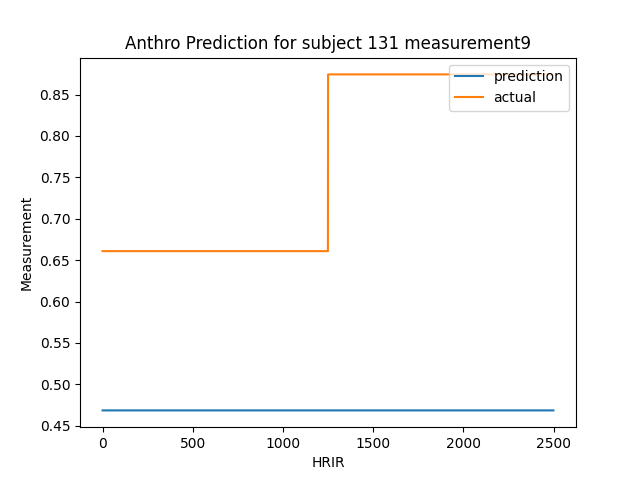 Anthro Prediction for subject 131 measurement9
prediction
actual
Measurement
0.85
0.80
0.75
0.70
0.65
0.60
0.55
0.50
0.45
0 500 1000 1500 2000 2500
HRIR